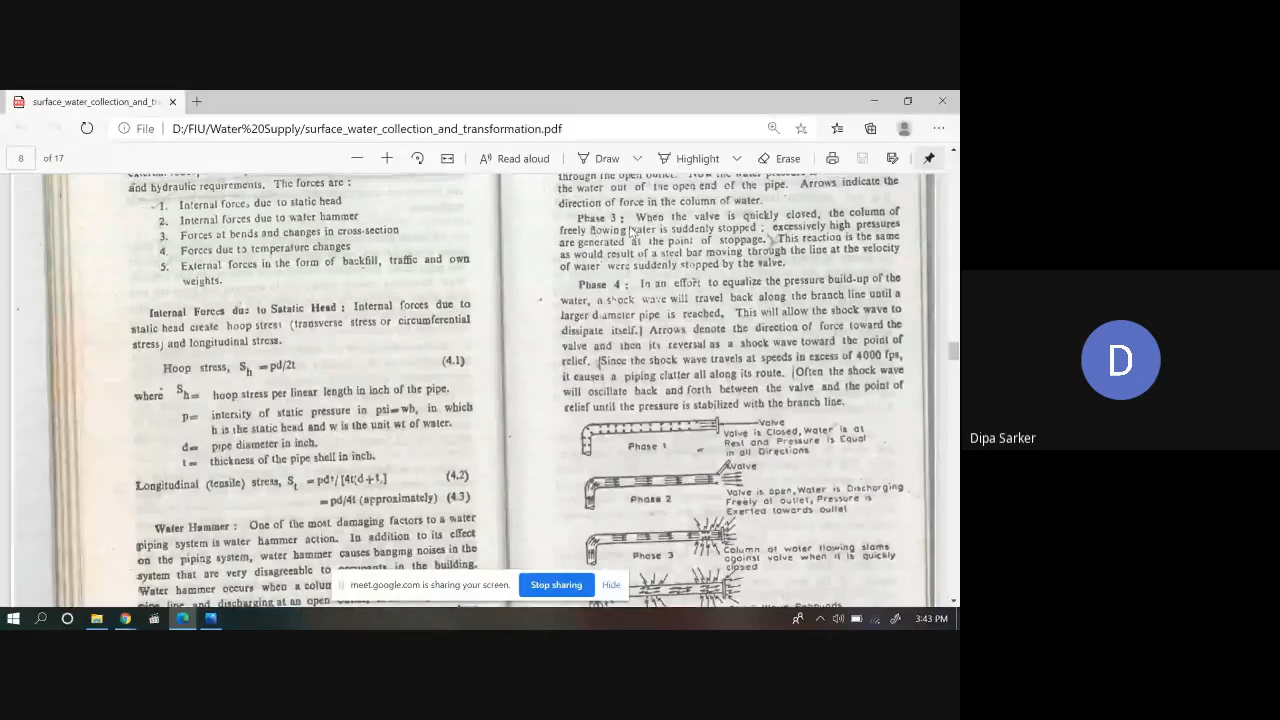 surface_water_collection_and_tra
File
D:/FIU/Water%20Supply/surface_water_collection_and_transformation.pdf
8 of 17
Read aloud
Draw
Highlight
Erase
and hydraulic requirements. The forces are :
1. Internal forces due to static head
2. Internal forces due to water hammer
3. Forces at bends and changes in cross-section
4. Forces due to temperature changes
5. External forces in the form of backfill, traffic and own
weights.
Internal Forces due to Satatic Head : Internal forces due to
static head create hoop stress (transverse stress or circumferential
stress) and longitudinal stress.
Hoop stress, Sh = pd/2t (4.1)
where Sh= hoop stress per linear length in inch of the pipe.
p= intersity of static pressure in psi=wh, in which
h is the static head and w is the unit wt of water.
d= pipe diameter in inch.
t= thickness of the pipe shell in inch.
Longitudinal (tensile) stress, St = pd²/[4t(d+t)] (4.2)
=pd/4t (approximately) (4.3)
Water Hammer : One of the most damaging factors to a water
piping system is water hammer action. In addition to its effect
on the piping system, water hammer causes banging noises in the
system that are very disagreeable to occupants in the building.
Water hammer occurs when a colum
pipe line and discharging at an open
through the open outlet. Now the water
the water out of the open end of the pipe. Arrows indicate the
direction of force in the column of water.
Phase 3 : When the valve is quickly closed, the column of
freely flowing water is suddenly stopped ; excessively high pressures
are generated at the point of stoppage. This reaction is the same
as would result of a steel bar moving through the line at the velocity
of water were suddenly stopped by the valve.
Phase 4 : In an effort to equalize the pressure build-up of the
water, a shock wave will travel back along the branch line until a
larger diameter pipe is reached. This will allow the shock wave to
dissipate itself. Arrows denote the direction of force toward the
valve and then its reversal as a shock wave toward the point of
relief. (Since the shock wave travels at speeds in excess of 4000 fps,
it causes a piping clatter all along its route. (Often the shock wave
will oscillate back and forth between the valve and the point of
relief until the pressure is stabilized with the branch line.
Valve
Valve is Closed, Water is at
Rest and Pressure is Equal
in all Directions
Phase 1
Valve
Valve is open, Water is Discharging
Freely at outlet, Pressure is
Exerted towards outlet
Phase 2
Column of water flowing slams
against valve when it is quickly
closed
Phase 3
meet.google.com is sharing your screen.
Stop sharing
Hide
3:43 PM
D
Dipa Sarker